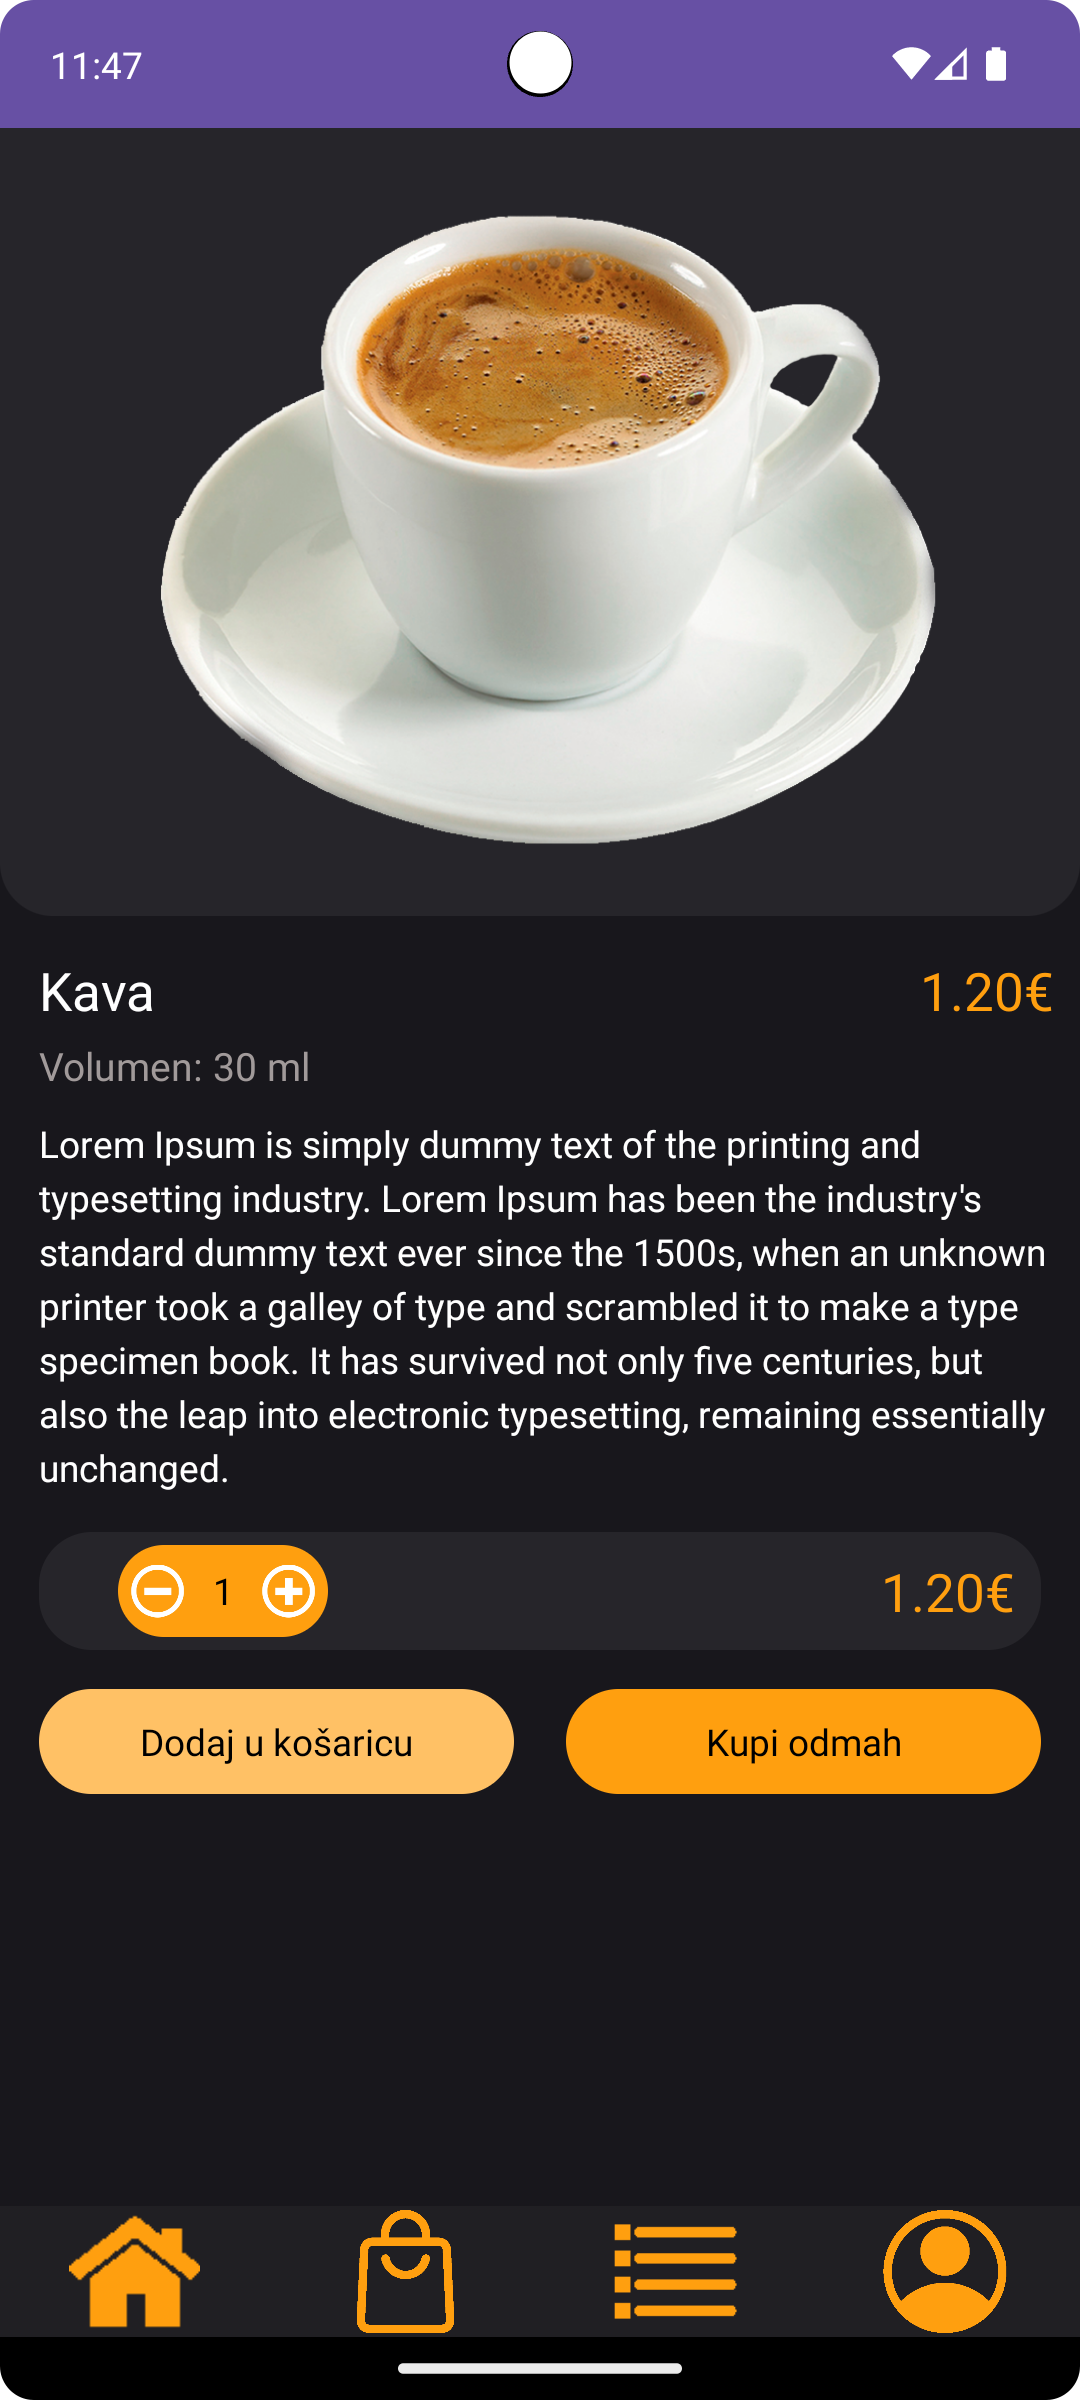 11:47
Kava 1.20€
Volumen: 30 ml
Lorem Ipsum is simply dummy text of the printing and
typesetting industry. Lorem Ipsum has been the industry's
standard dummy text ever since the 1500s, when an unknown
printer took a galley of type and scrambled it to make a type
specimen book. It has survived not only five centuries, but
also the leap into electronic typesetting, remaining essentially
unchanged.
1 1.20€
Dodaj u košaricu Kupi odmah